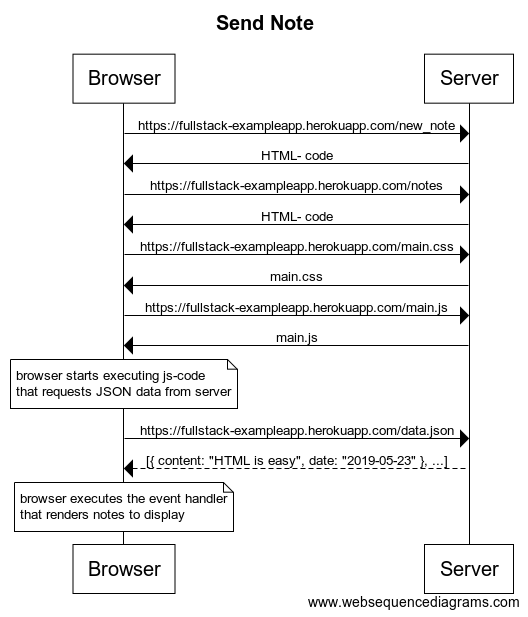 Send Note
Browser
Server
https://fullstack-exampleapp.herokuapp.com/new_note
HTML- code
https://fullstack-exampleapp.herokuapp.com/notes
HTML- code
https://fullstack-exampleapp.herokuapp.com/main.css
main.css
https://fullstack-exampleapp.herokuapp.com/main.js
main.js
browser starts executing js-code
that requests JSON data from server
https://fullstack-exampleapp.herokuapp.com/data.json
[{ content: "HTML is easy", date: "2019-05-23" }, ...]
browser executes the event handler
that renders notes to display
Browser
Server
www.websequencediagrams.com